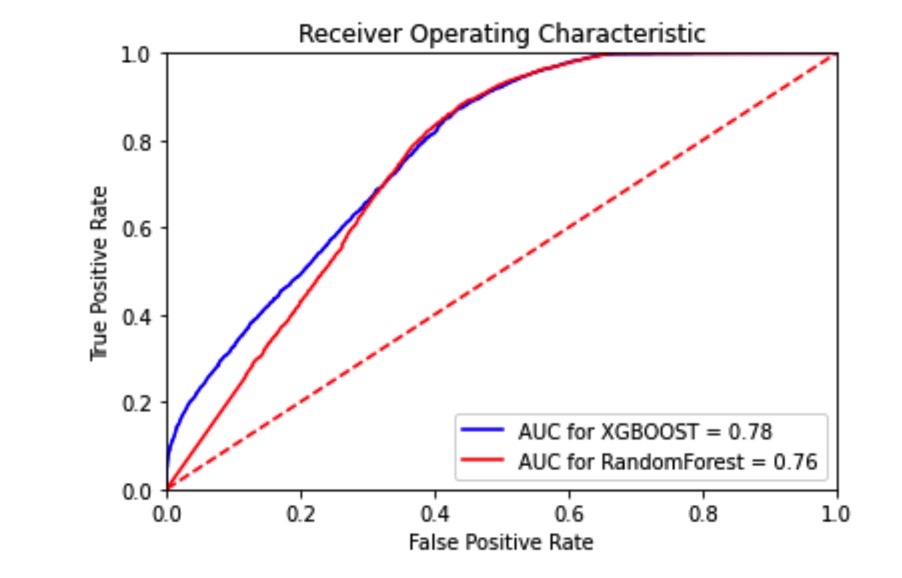 Receiver Operating Characteristic
1.0
0.8
0.6
0.4
0.2
0.0
True Positive Rate
AUC for XGBOOST = 0.78
AUC for RandomForest = 0.76
0.0 0.2 0.4 0.6 0.8 1.0
False Positive Rate